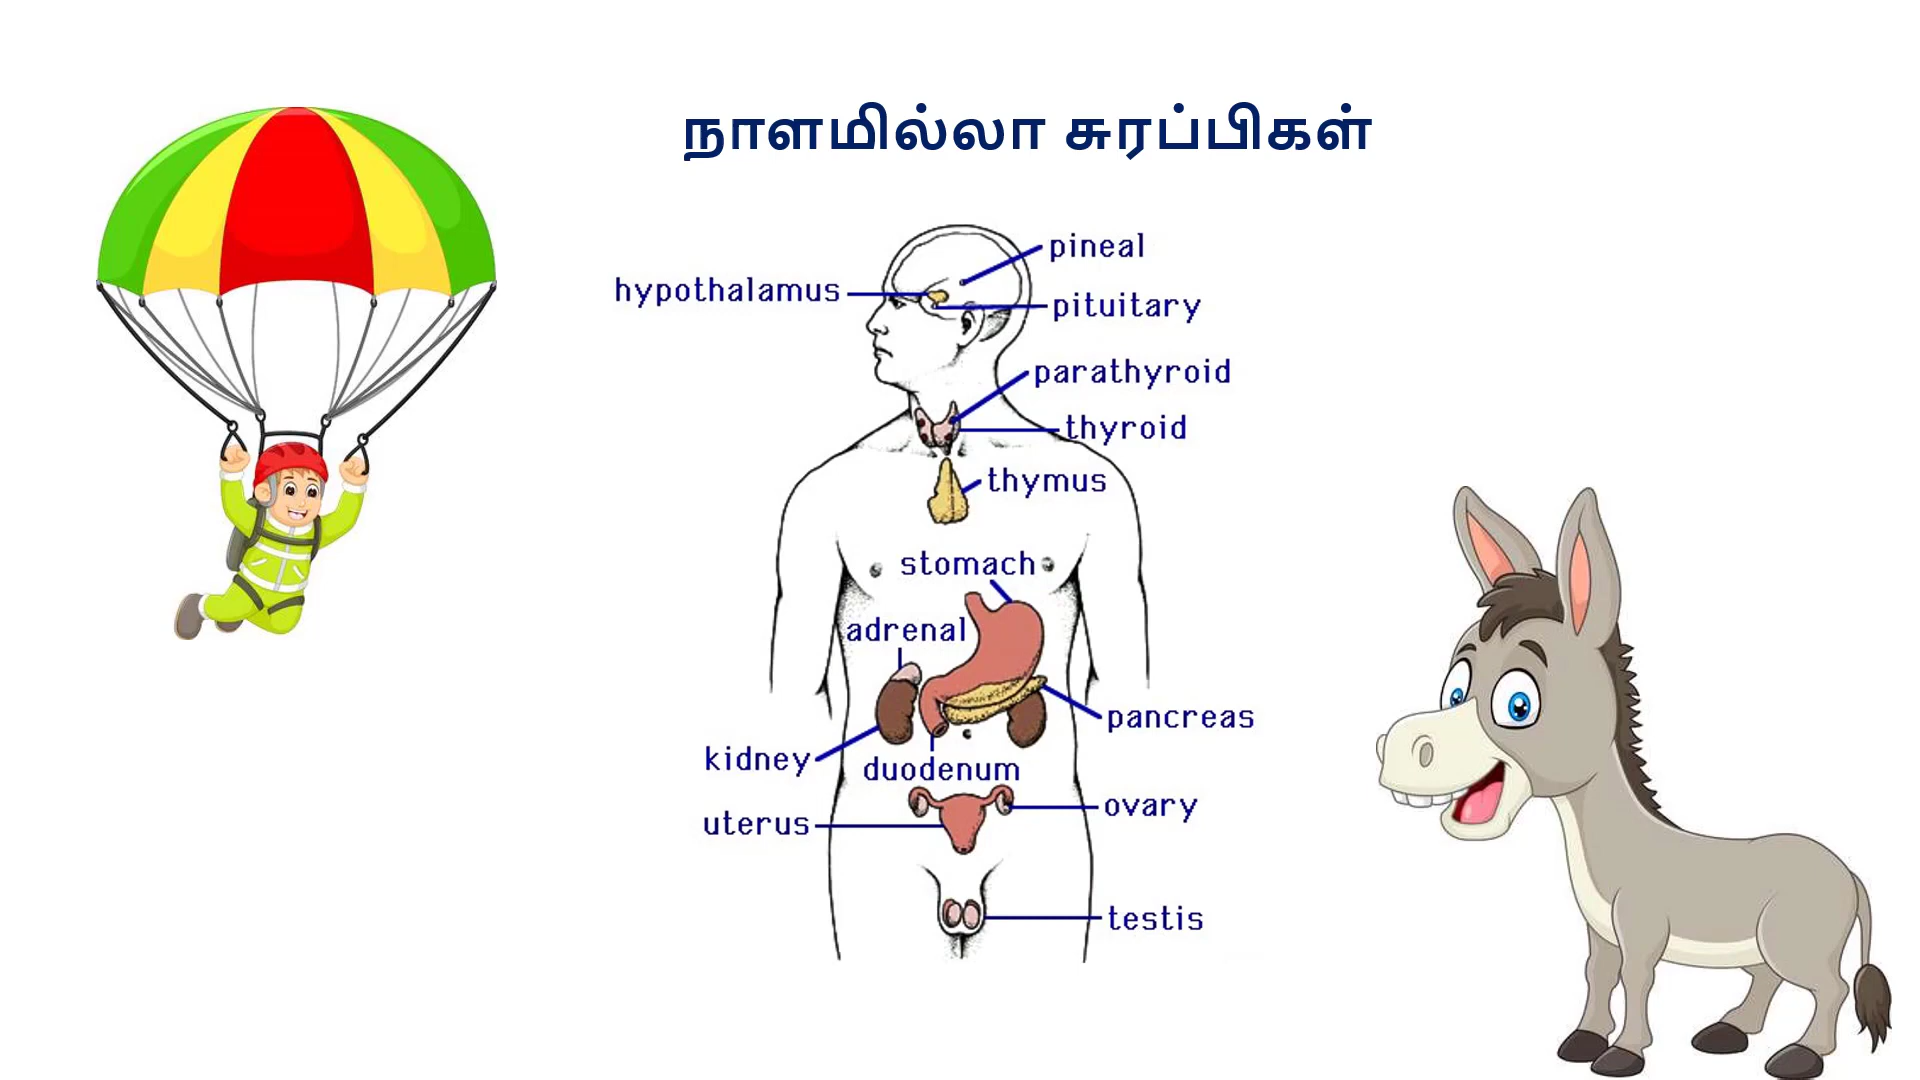 நாளமில்லா சுரப்பிகள்
pineal
hypothalamus
pituitary
parathyroid
thyroid
thymus
stomach
adrenal
pancreas
kidney
duodenum
ovary
uterus
testis